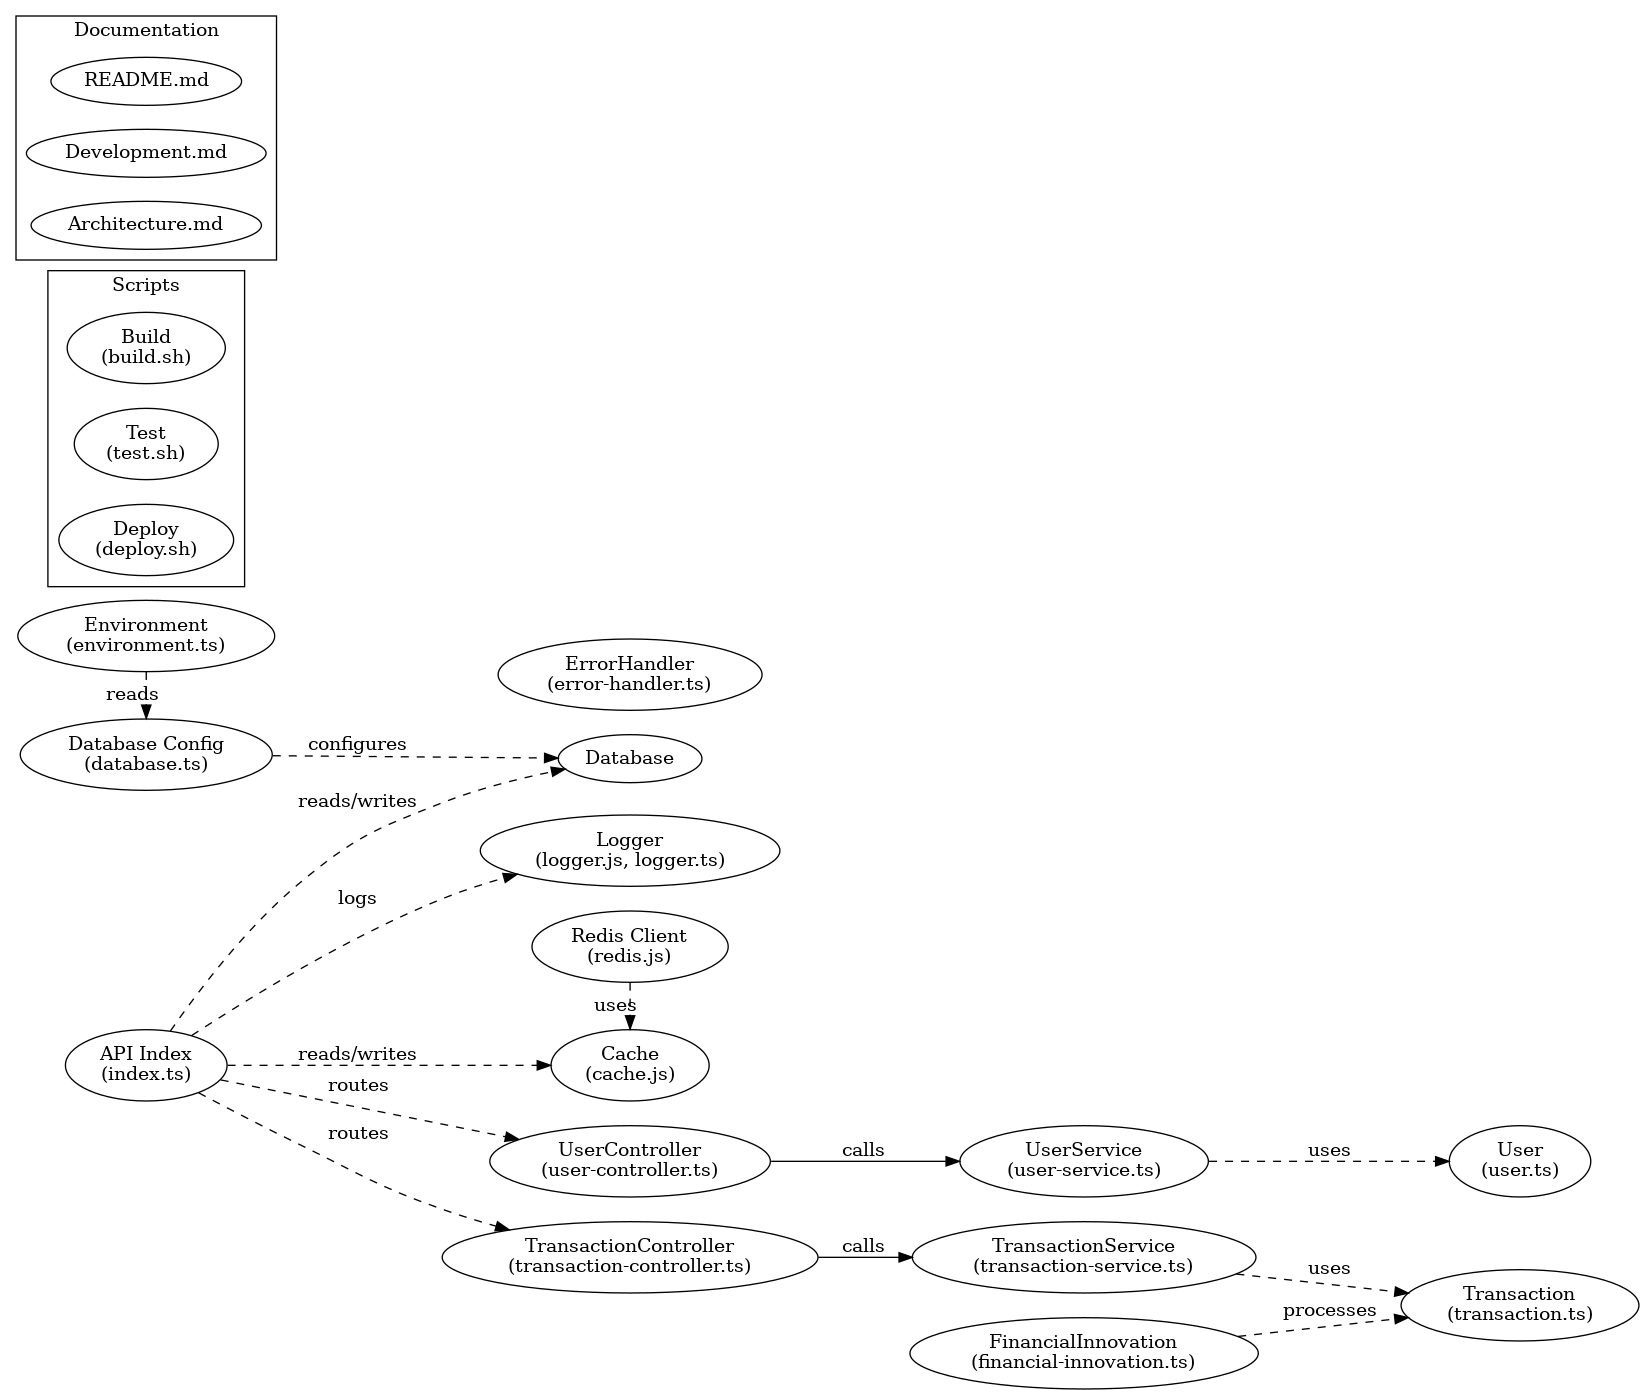 Documentation
README.md
Development.md
Architecture.md
Scripts
Build
(build.sh)
Test
(test.sh)
Deploy
(deploy.sh)
Environment
(environment.ts)
reads
Database Config
(database.ts)
configures
ErrorHandler
(error-handler.ts)
Database
reads/writes
Logger
(logger.js, logger.ts)
logs
Redis Client
(redis.js)
uses
API Index
(index.ts)
reads/writes
Cache
(cache.js)
routes
UserController
(user-controller.ts)
calls
UserService
(user-service.ts)
uses
User
(user.ts)
routes
TransactionController
(transaction-controller.ts)
calls
TransactionService
(transaction-service.ts)
uses
Transaction
(transaction.ts)
processes
FinancialInnovation
(financial-innovation.ts)